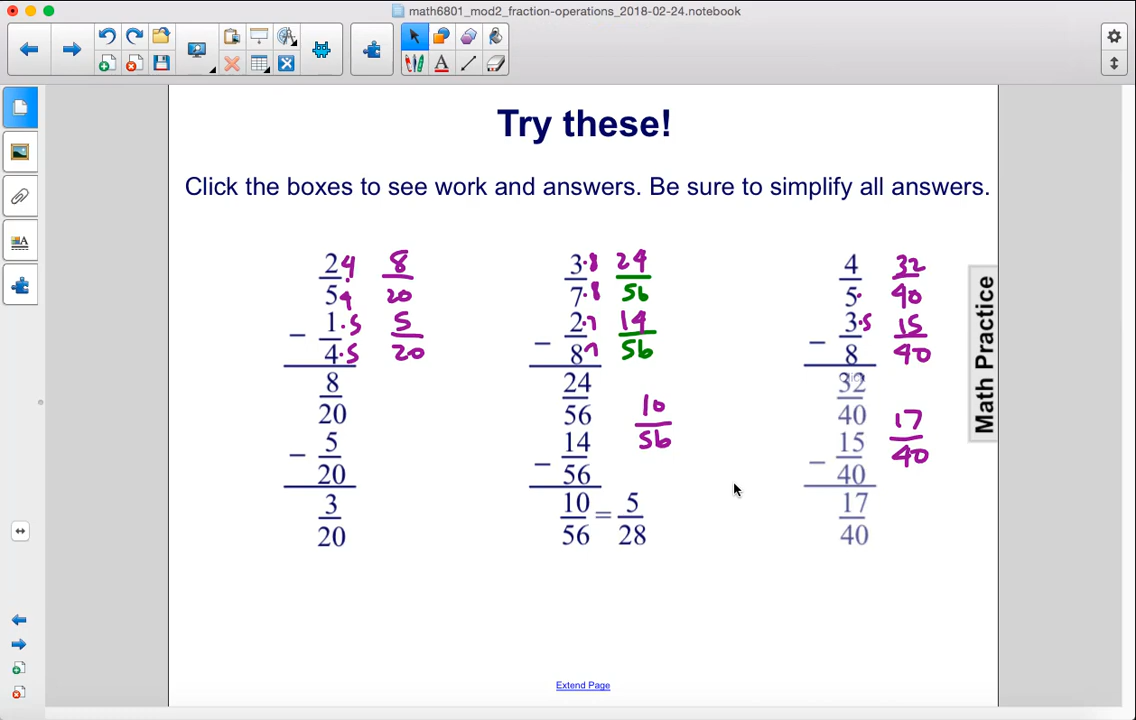 math6801_mod2_fraction-operations_2018-02-24.notebook
Try these!
Click the boxes to see work and answers. Be sure to simplify all answers.
2 4 8
5 4 20
− 1 · 5 5
4 · 5 20
8
20
− 5
20
3
20
3 · 8 24
7 · 8 56
− 2 · 7 14
8 7 56
24
56
10
56
− 14
56
10 = 5
56 28
4 32
5 · 40
− 3 · 5 15
8 40
32
40
17
40
− 15
40
17
40
Math Practice
Extend Page